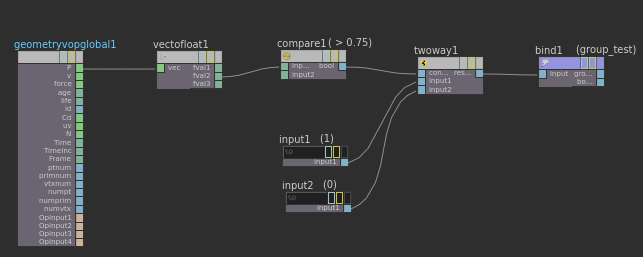 geometryvopglobal1
P
v
force
age
life
id
Cd
uv
N
Time
TimeInc
Frame
ptnum
primnum
vtxnum
numpt
numprim
numvtx
OpInput1
OpInput2
OpInput3
OpInput4
vectofloat1
vec fval1
fval2
fval3
compare1 ( > 0.75)
inp... bool
input2
input1 (1)
input1
input2 (0)
input1
twoway1
con... res...
input1
input2
bind1 (group_test)
input gro...
bo...